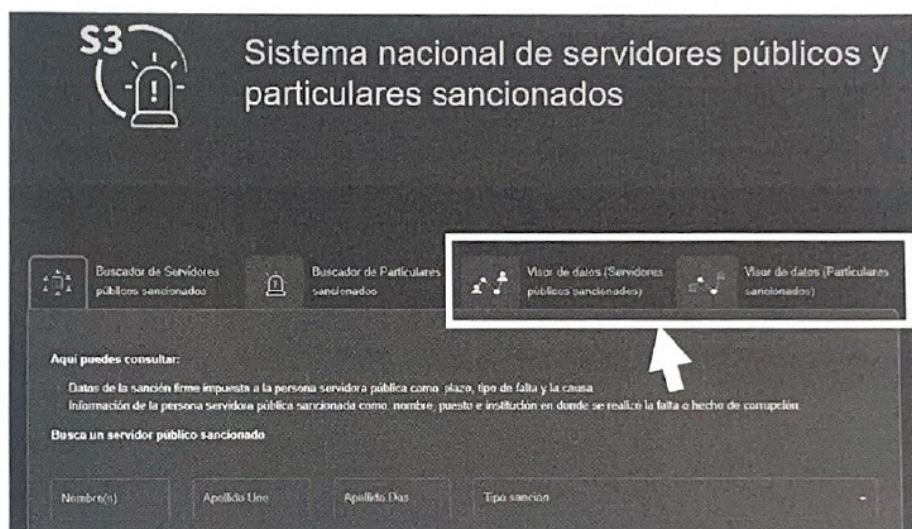 S3
Sistema nacional de servidores públicos y
particulares sancionados
Buscador de Servidores
públicos sancionados
Buscador de Particulares
sancionados
Visor de datos (Servidores
públicos sancionados)
Visor de datos (Particulares
sancionados)
Aquí puedes consultar:
Datos de la sanción firme impuesta a la persona servidora pública como plazo, tipo de falta y la causa
Información de la persona servidora pública sancionada como nombre, puesto e institución en donde se realizó la falta o hecho de corrupción
Busca un servidor público sancionado
Nombre(s)
Apellido Uno
Apellido Dos
Tipo sanción